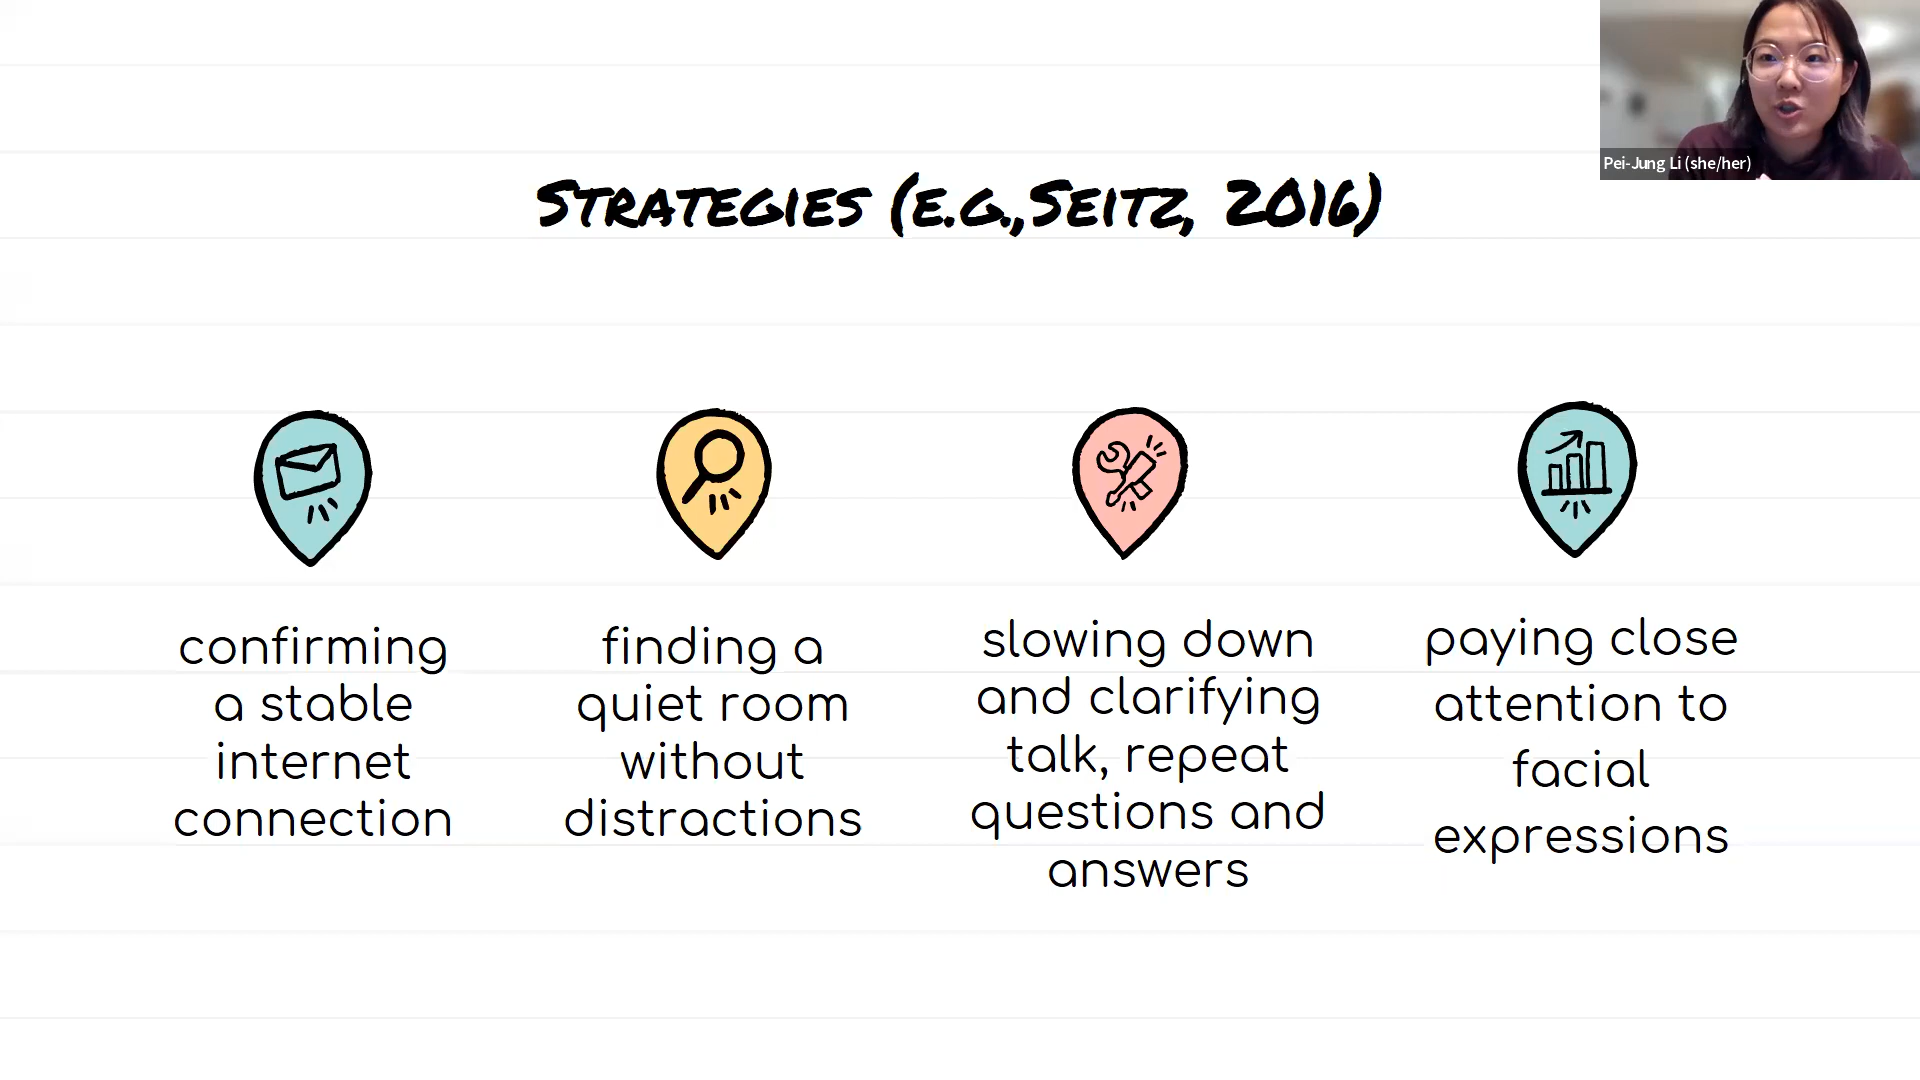 Pei-Jung Li (she/her)
STRATEGIES (E.G.,SEITZ, 2016)
confirming
a stable
internet
connection
finding a
quiet room
without
distractions
slowing down
and clarifying
talk, repeat
questions and
answers
paying close
attention to
facial
expressions